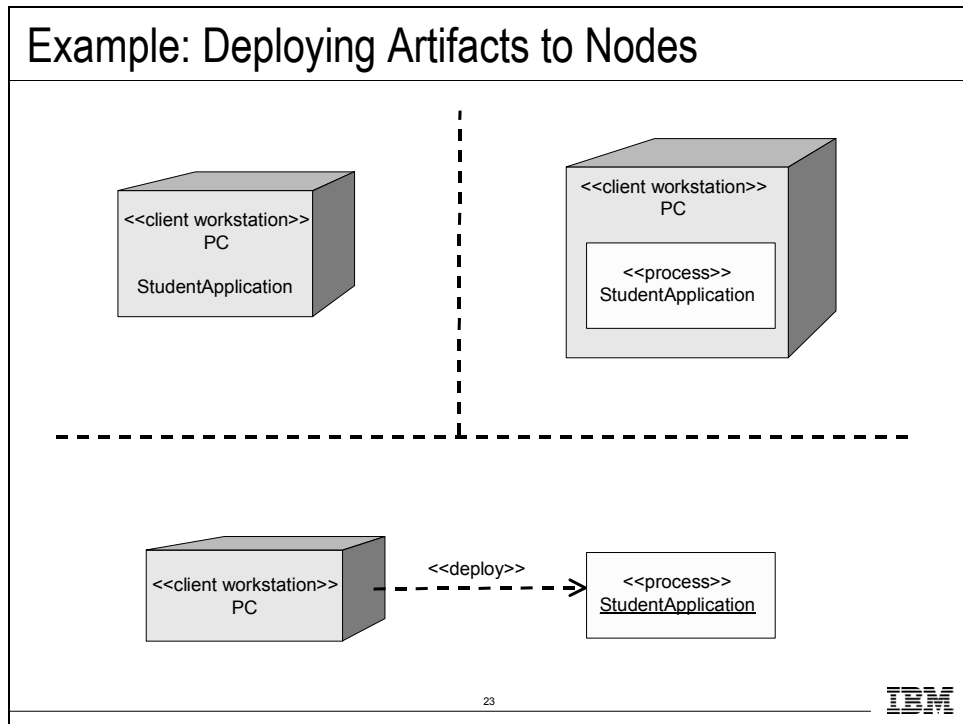 Example: Deploying Artifacts to Nodes
<<client workstation>>
PC
StudentApplication
<<client workstation>>
PC
<<process>>
StudentApplication
<<client workstation>>
PC
<<deploy>>
<<process>>
StudentApplication
23
IBM